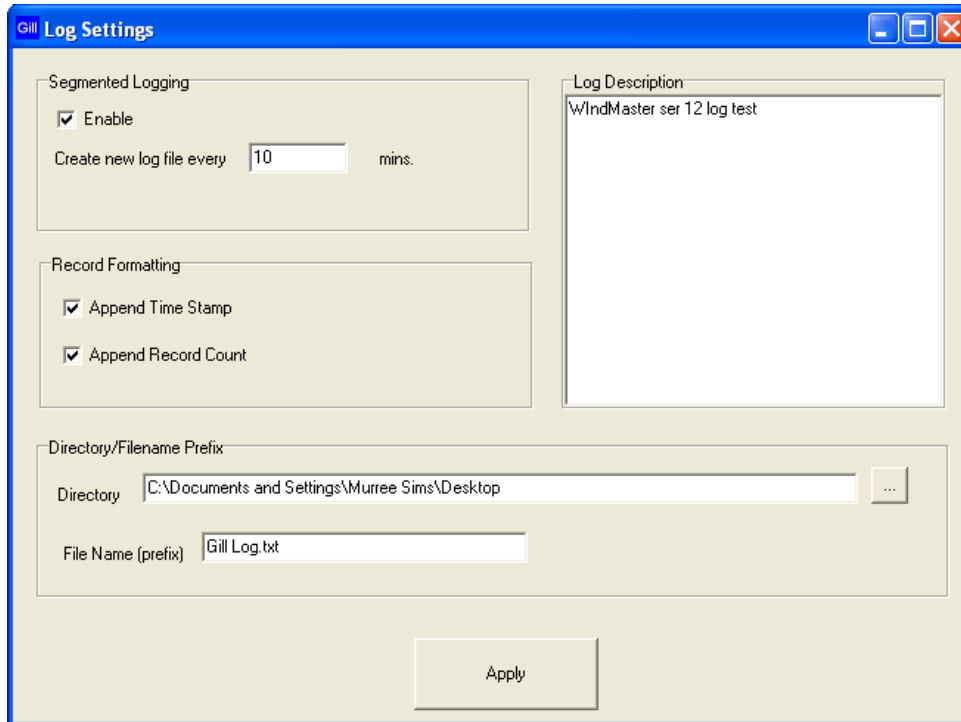 Gill Log Settings
Segmented Logging
Enable
Create new log file every 10 mins.
Record Formatting
Append Time Stamp
Append Record Count
Log Description
WIndMaster ser 12 log test
Directory/Filename Prefix
Directory C:\Documents and Settings\Murree Sims\Desktop ...
File Name (prefix) Gill Log.txt
Apply